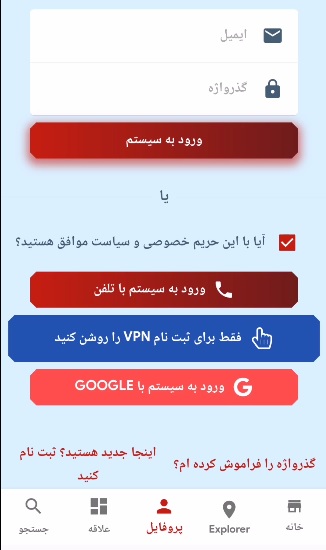 ایمیل
گذرواژه
ورود به سیستم
یا
آیا با این حریم خصوصی و سیاست موافق هستید؟
ورود به سیستم با تلفن
فقط برای ثبت نام VPN را روشن کنید
ورود به سیستم با GOOGLE
گذرواژه را فراموش کرده ام؟
اینجا جدید هستید؟ ثبت نام
کنید
خانه
Explorer
پروفایل
علاقه
جستجو